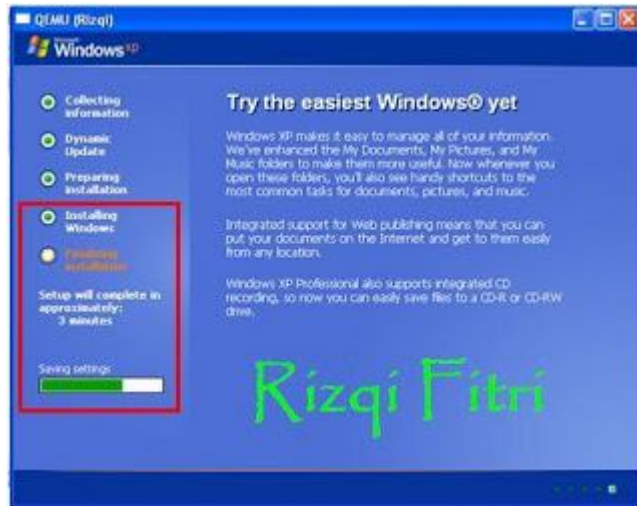 QEMU (Rizqi)
Microsoft
Windows xp
Collecting
information
Dynamic
Update
Preparing
installation
Installing
Windows
Finalizing
installation
Setup will complete in
approximately:
3 minutes
Saving settings
Try the easiest Windows® yet
Windows XP makes it easy to manage all of your information.
We've enhanced the My Documents, My Pictures, and My
Music folders to make them more useful. Now whenever you
open these folders, you'll also see handy shortcuts to the
most common tasks for documents, pictures, and music.
Integrated support for Web publishing means that you can
put your documents on the Internet and get to them easily
from any location.
Windows XP Professional also supports integrated CD
recording, so now you can easily save files to a CD-R or CD-RW
drive.
Rizqi Fitri